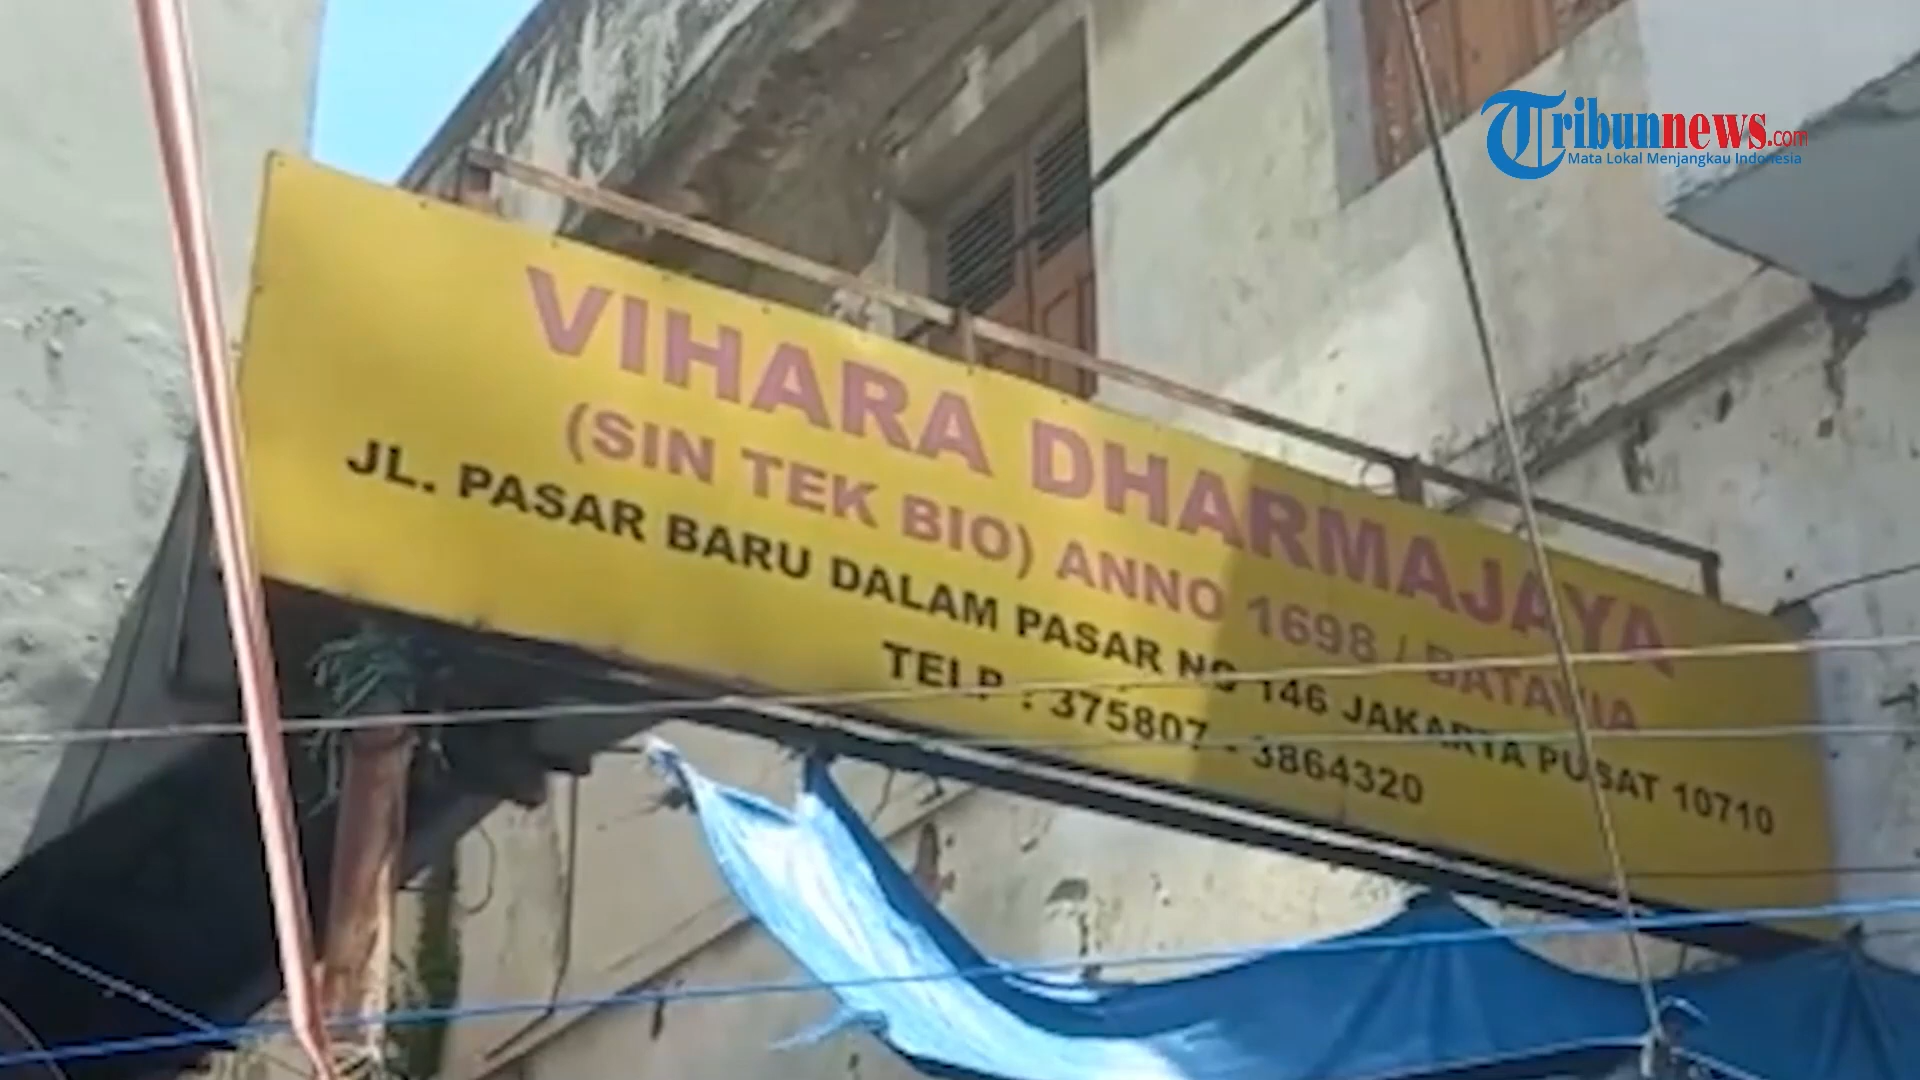 Tribunnews.com
Mata Lokal Menjangkau Indonesia
VIHARA DHARMAJAYA
(SIN TEK BIO) ANNO 1698 / BATAVIA
JL. PASAR BARU DALAM PASAR NO 146 JAKARTA PUSAT 10710
TELP : 375807 - 3864320